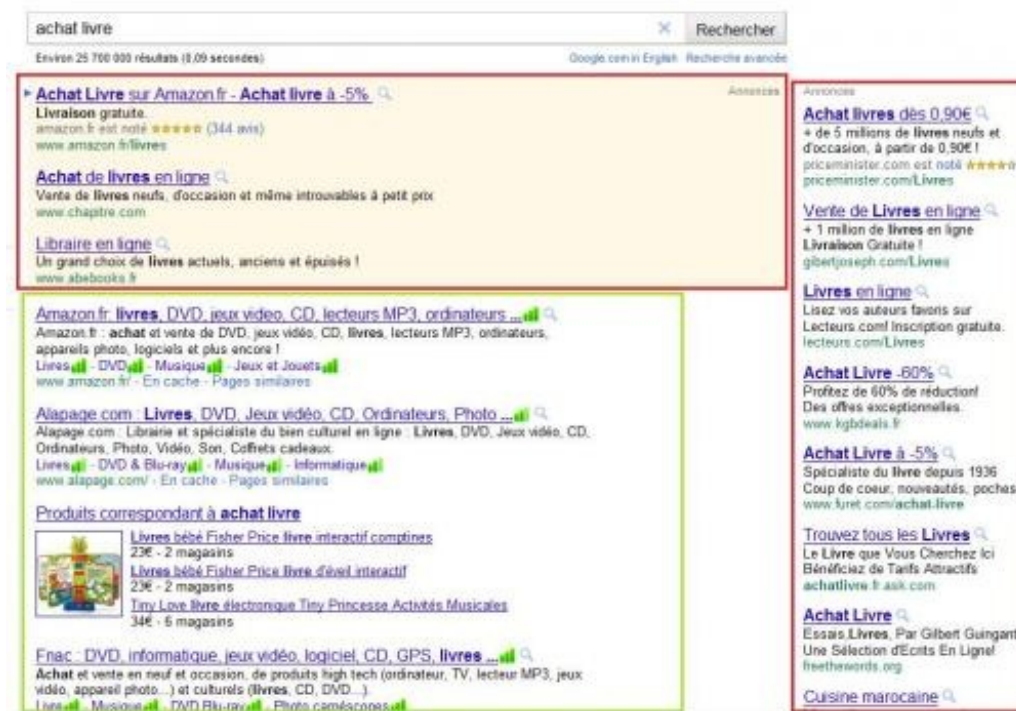 achat livre
Rechercher
Environ 25 700 000 résultats (0,09 secondes)
Google.com in English Recherche avancée
Annonces
Achat Livre sur Amazon.fr - Achat livre à -5%
Livraison gratuite.
amazon.fr est noté (344 avis)
www.amazon.fr/livres
Achat de livres en ligne
Vente de livres neufs, d'occasion et même introuvables à petit prix
www.chapitre.com
Libraire en ligne
Un grand choix de livres actuels, anciens et épuisés !
www.abebooks.fr
Amazon.fr: livres, DVD, jeux video, CD, lecteurs MP3, ordinateurs ...
Amazon.fr : achat et vente de DVD, jeux vidéo, CD, livres, lecteurs MP3, ordinateurs,
appareils photo, logiciels et plus encore !
Livres - DVD - Musique - Jeux et Jouets
www.amazon.fr/ - En cache - Pages similaires
Alapage.com : Livres, DVD, Jeux vidéo, CD, Ordinateurs, Photo ...
Alapage.com : Librairie et spécialiste du bien culturel en ligne : Livres, DVD, Jeux vidéo, CD,
Ordinateurs, Photo, Vidéo, Son, Coffrets cadeaux.
Livres - DVD & Blu-ray - Musique - Informatique
www.alapage.com/ - En cache - Pages similaires
Produits correspondant à achat livre
Livres bébé Fisher Price livre interactif comptines
23€ - 2 magasins
Livres bébé Fisher Price livre d'éveil interactif
23€ - 2 magasins
Tiny Love livre électronique Tiny Princesse Activités Musicales
34€ - 6 magasins
Fnac : DVD, informatique, jeux vidéo, logiciel, CD, GPS, livres ...
Achat et vente en neuf et occasion, de produits high tech (ordinateur, TV, lecteur MP3, jeux
vidéo, appareil photo...) et culturels (livres, CD, DVD...).
Livres - Musique - DVD Blu-ray - Photo caméscopes
Annonces
Achat livres dès 0,90€
+ de 5 millions de livres neufs et
d'occasion, à partir de 0,90€ !
priceminister.com est noté
priceminister.com/Livres
Vente de Livres en ligne
+ 1 million de livres en ligne
Livraison Gratuite !
gibertjoseph.com/Livres
Livres en ligne
Lisez vos auteurs favoris sur
Lecteurs.com! Inscription gratuite.
lecteurs.com/Livres
Achat Livre -60%
Profitez de 60% de réduction!
Des offres exceptionnelles.
www.kgbdeals.fr
Achat Livre à -5%
Spécialiste du livre depuis 1936
Coup de coeur, nouveautés, poches
www.furet.com/achat-livre
Trouvez tous les Livres
Le Livre que Vous Cherchez Ici
Bénéficiez de Tarifs Attractifs
achatlivre.fr.ask.com
Achat Livre
Essais,Livres, Par Gilbert Guingant
Une Sélection d'Ecrits En Ligne!
freethewords.org
Cuisine marocaine